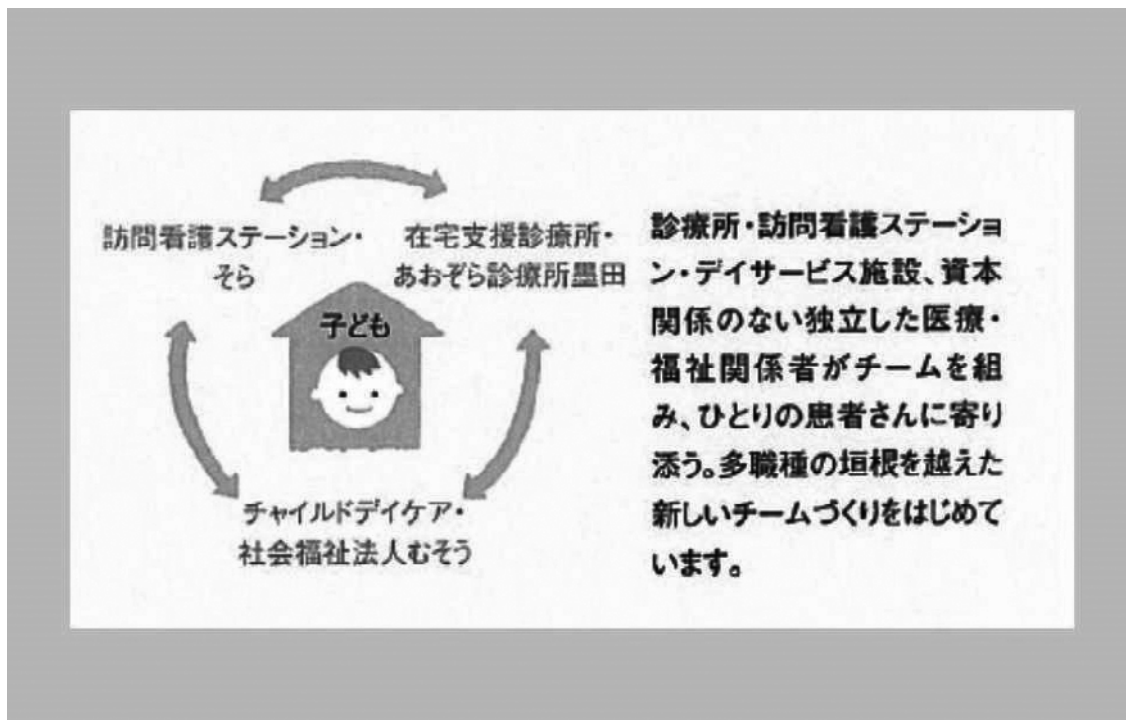 訪問看護ステーション・
そら
在宅支援診療所・
あおぞら診療所墨田
子ども
チャイルドデイケア・
社会福祉法人むそう
診療所・訪問看護ステーショ
ン・デイサービス施設、資本
関係のない独立した医療・
福祉関係者がチームを組
み、ひとりの患者さんに寄り
添う。多職種の垣根を越えた
新しいチームづくりをはじめて
います。